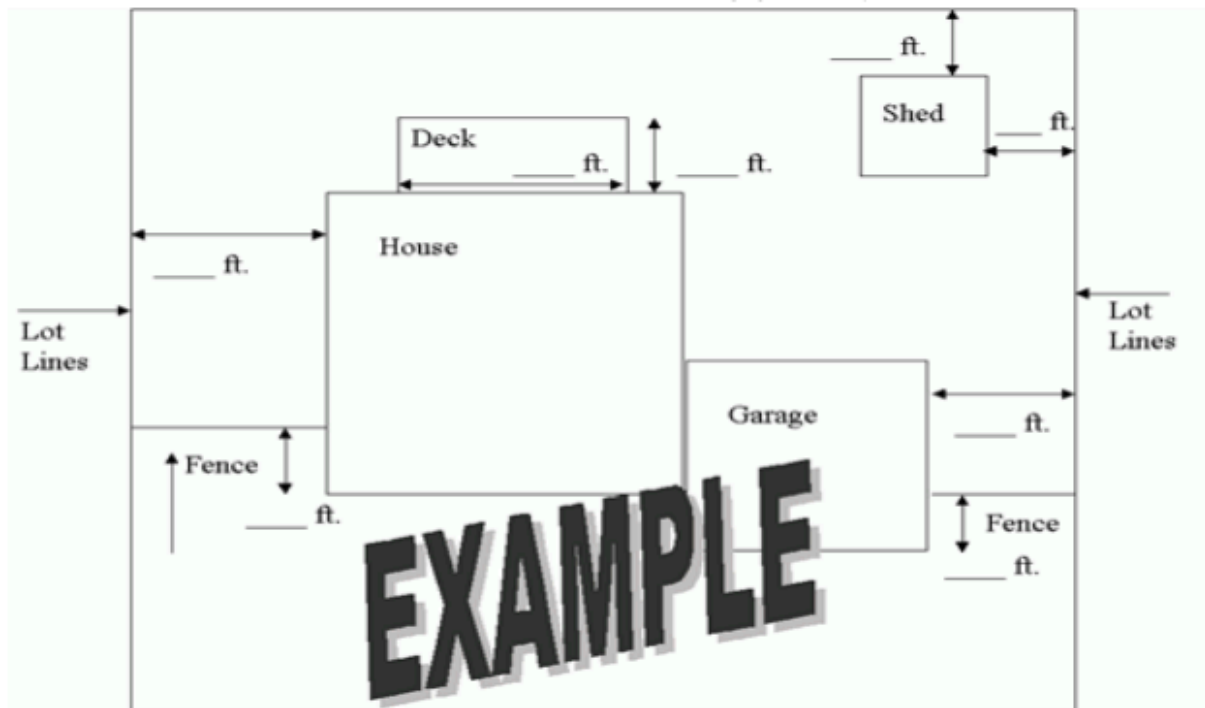 ____ ft.
Shed
___ ft.
Deck
____ ft.
____ ft.
House
____ ft.
Lot
Lines
Lot
Lines
Garage
____ ft.
Fence
____ ft.
Fence
____ ft.
EXAMPLE